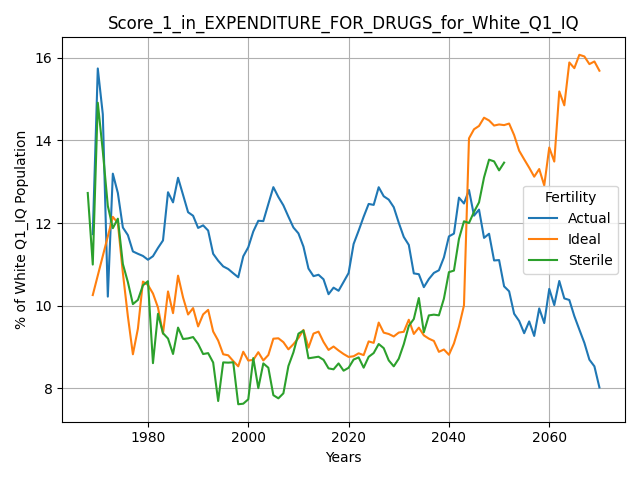 Score_1_in_EXPENDITURE_FOR_DRUGS_for_White_Q1_IQ
% of White Q1_IQ Population
16
14
12
10
8
Fertility
Actual
Ideal
Sterile
1980 2000 2020 2040 2060
Years